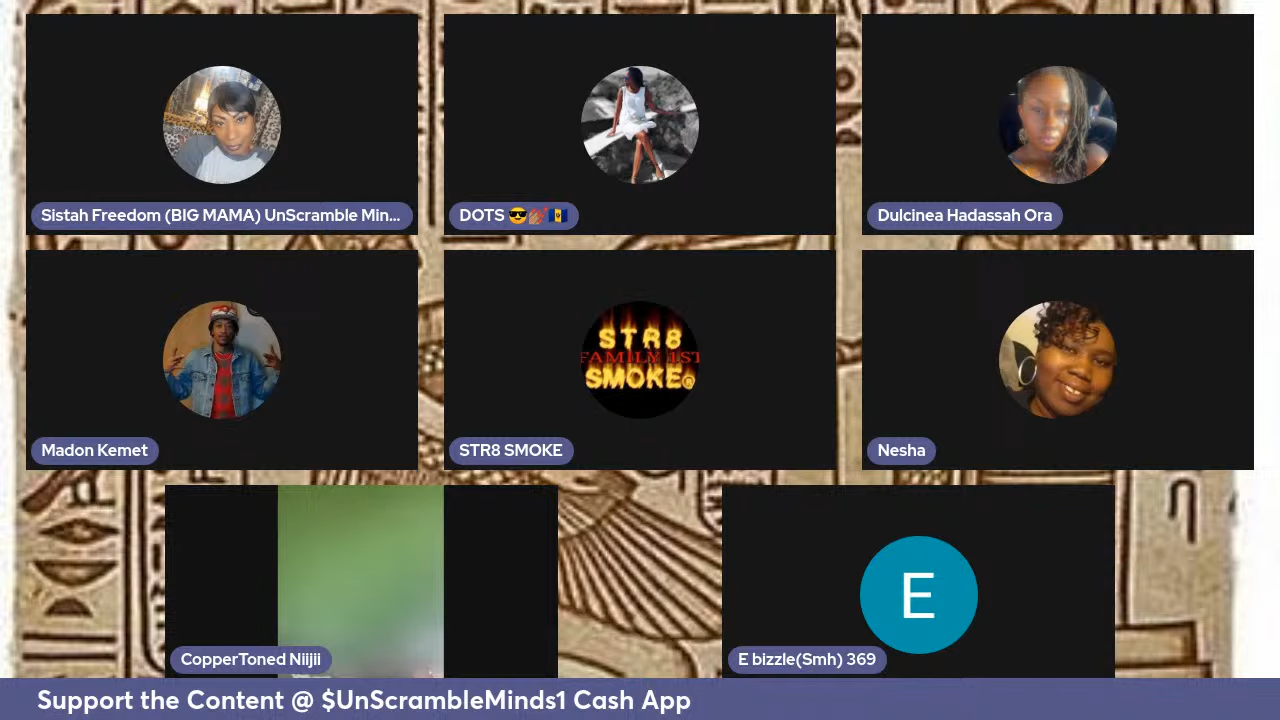 Sistah Freedom (BIG MAMA) UnScramble Min...
DOTS 😎💅🏾🇧🇧
Dulcinea Hadassah Ora
Madon Kemet
STR8
FAMILY 1ST
SMOKE®
STR8 SMOKE
Nesha
CopperToned Niijii
E
E bizzle(Smh) 369
Support the Content @ $UnScrambleMinds1 Cash App